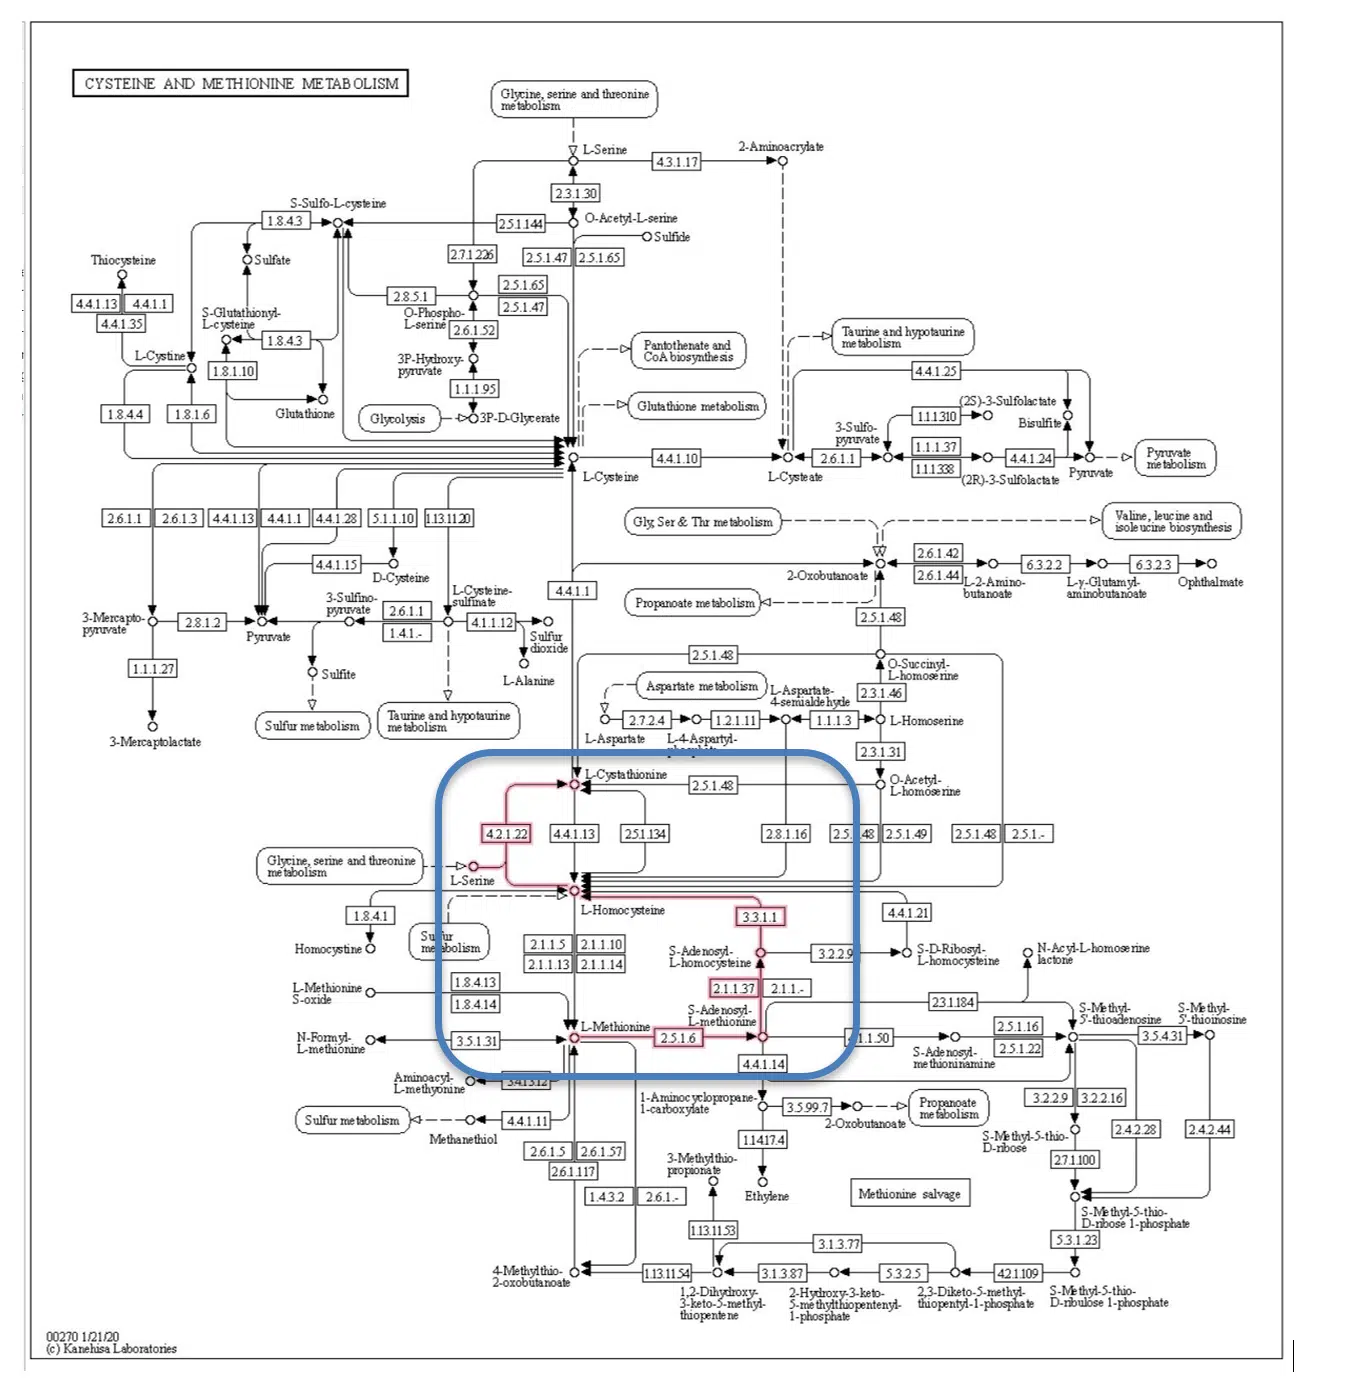 CYSTEINE AND METHIONINE METABOLISM
Glycine, serine and threonine
metabolism
L-Serine
4.3.1.17
2-Aminoacrylate
2.3.1.30
S-Sulfo-L-cysteine
1.8.4.3
2.5.1.144
O-Acetyl-L-serine
Sulfide
Thiocysteine
Sulfate
2.7.1.226
2.5.1.47
2.5.1.65
4.4.1.13
4.4.1.1
4.4.1.35
2.8.5.1
2.5.1.65
2.5.1.47
S-Glutathionyl-
L-cysteine
O-Phospho-
L-serine
2.6.1.52
1.8.4.3
L-Cystine
1.8.1.10
3P-Hydroxy-
pyruvate
Pantothenate and
CoA biosynthesis
Taurine and hypotaurine
metabolism
4.4.1.25
1.8.4.4
1.8.1.6
Glutathione
1.1.1.95
Glycolysis
3P-D-Glycerate
Glutathione metabolism
(2S)-3-Sulfolactate
1.1.1.310
Bisulfite
3-Sulfo-
pyruvate
L-Cysteine
4.4.1.10
L-Cysteate
2.6.1.1
1.1.1.37
1.1.1.338
4.4.1.24
(2R)-3-Sulfolactate
Pyruvate
Pyruvate
metabolism
2.6.1.1
2.6.1.3
4.4.1.13
4.4.1.1
4.4.1.28
5.1.1.10
1.13.11.20
Gly, Ser & Thr metabolism
Valine, leucine and
isoleucine biosynthesis
4.4.1.15
D-Cysteine
2-Oxobutanoate
2.6.1.42
2.6.1.44
L-2-Amino-
butanoate
6.3.2.2
L-γ-Glutamyl-
aminobutanoate
6.3.2.3
Ophthalmate
4.4.1.1
Propanoate metabolism
2.5.1.48
3-Mercapto-
pyruvate
2.8.1.2
Pyruvate
3-Sulfino-
pyruvate
2.6.1.1
1.4.1.-
L-Cysteine-
sulfinate
4.1.1.12
Sulfur
dioxide
L-Alanine
1.1.1.27
Sulfite
2.5.1.48
O-Succinyl-
L-homoserine
3-Mercaptolactate
Sulfur metabolism
Taurine and hypotaurine
metabolism
Aspartate metabolism
L-Aspartate-
4-semialdehyde
2.3.1.46
L-Aspartate
2.7.2.4
L-4-Aspartyl-
1.2.1.11
1.1.1.3
L-Homoserine
2.3.1.31
L-Cystathionine
2.5.1.48
O-Acetyl-
L-homoserine
4.2.1.22
4.4.1.13
2.5.1.134
2.8.1.16
2.5.1.48
2.5.1.49
2.5.1.48
2.5.1.-
Glycine, serine and threonine
metabolism
L-Serine
L-Homocysteine
1.8.4.1
3.3.1.1
4.4.1.21
Homocystine
Sulfur
metabolism
2.1.1.5
2.1.1.10
2.1.1.13
2.1.1.14
S-Adenosyl-
L-homocysteine
3.2.2.9
S-D-Ribosyl-
L-homocysteine
N-Acyl-L-homoserine
lactone
L-Methionine
S-oxide
1.8.4.13
1.8.4.14
2.1.1.37
2.1.1.-
2.3.1.184
N-Formyl-
L-methionine
3.5.1.31
L-Methionine
2.5.1.6
S-Adenosyl-
L-methionine
4.1.1.50
S-Adenosyl-
methioninamine
2.5.1.16
2.5.1.22
S-Methyl-
5'-thioadenosine
3.5.4.31
S-Methyl-
5'-thioinosine
4.4.1.14
Aminoacyl-
L-methyonine
3.4.13.12
Sulfur metabolism
Methanethiol
4.4.1.11
1-Aminocyclopropane-
1-carboxylate
3.5.99.7
2-Oxobutanoate
Propanoate
metabolism
3.2.2.9
3.2.2.16
2.4.2.28
2.4.2.44
1.14.17.4
S-Methyl-5-thio-
D-ribose
2.6.1.5
2.6.1.57
2.6.1.117
3-Methylthio-
propionate
Ethylene
2.7.1.100
1.4.3.2
2.6.1.-
Methionine salvage
S-Methyl-5-thio-
D-ribose 1-phosphate
1.13.11.53
3.1.3.77
5.3.1.23
4-Methylthio-
2-oxobutanoate
1.13.11.54
3.1.3.87
5.3.2.5
4.2.1.109
1,2-Dihydroxy-
3-keto-5-methyl-
thiopentene
2-Hydroxy-3-keto-
5-methylthiopentenyl-
1-phosphate
2,3-Diketo-5-methyl-
thiopentyl-1-phosphate
S-Methyl-5-thio-
D-ribulose 1-phosphate
00270 1/21/20
(c) Kanehisa Laboratories